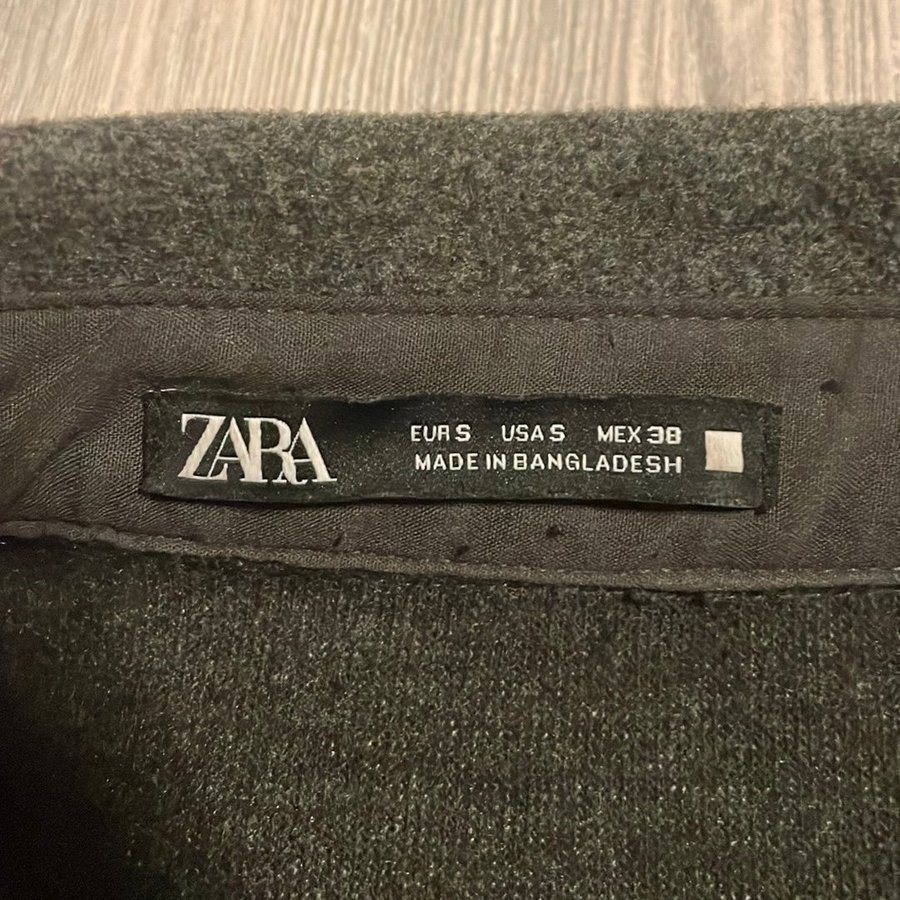 ZARA
EUR S USA S MEX 38
MADE IN BANGLADESH